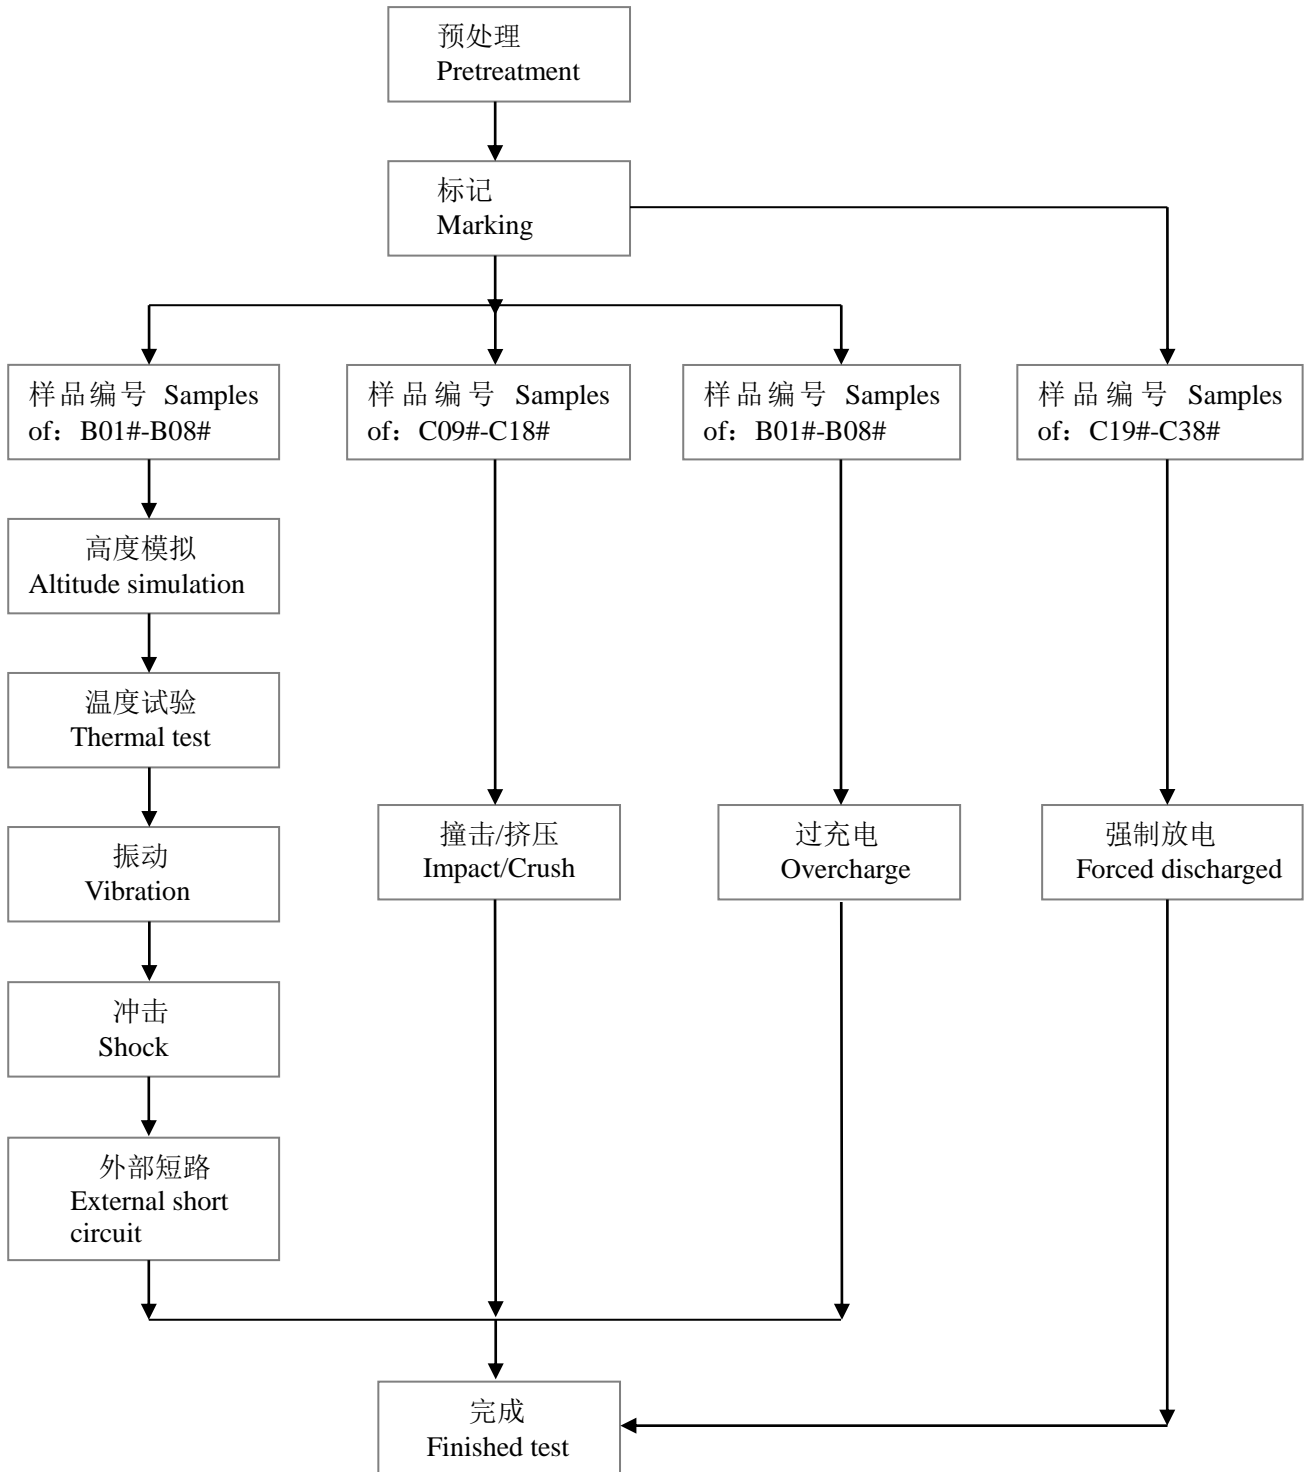 预处理
Pretreatment
标记
Marking
样品编号 Samples
of：B01#-B08#
样品编号 Samples
of：C09#-C18#
样品编号 Samples
of：B01#-B08#
样品编号 Samples
of：C19#-C38#
高度模拟
Altitude simulation
温度试验
Thermal test
振动
Vibration
撞击/挤压
Impact/Crush
过充电
Overcharge
强制放电
Forced discharged
冲击
Shock
外部短路
External short
circuit
完成
Finished test